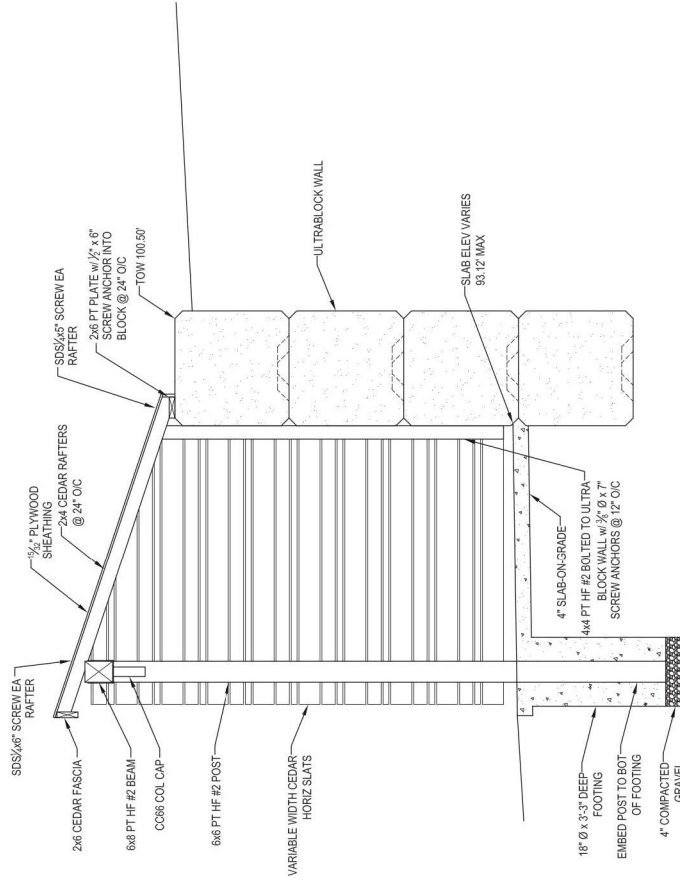 SDS¼x6" SCREW EA
RAFTER
15/32" PLYWOOD
SHEATHING
2x4 CEDAR RAFTERS
@ 24" O/C
SDS¼x6" SCREW EA
RAFTER
2x6 PT PLATE w/ ½" x 6"
SCREW ANCHOR INTO
BLOCK @ 24" O/C
TOW 100.50'
2x6 CEDAR FASCIA
6x8 PT HF #2 BEAM
CC66 COL CAP
6x6 PT HF #2 POST
VARIABLE WIDTH CEDAR
HORIZ SLATS
ULTRABLOCK WALL
SLAB ELEV VARIES
93.12' MAX
18" Ø x 3'-3" DEEP
FOOTING
EMBED POST TO BOT
OF FOOTING
4" COMPACTED
GRAVEL
4" SLAB-ON-GRADE
4x4 PT HF #2 BOLTED TO ULTRA
BLOCK WALL w/ ⅜" Ø x 7"
SCREW ANCHORS @ 12" O/C